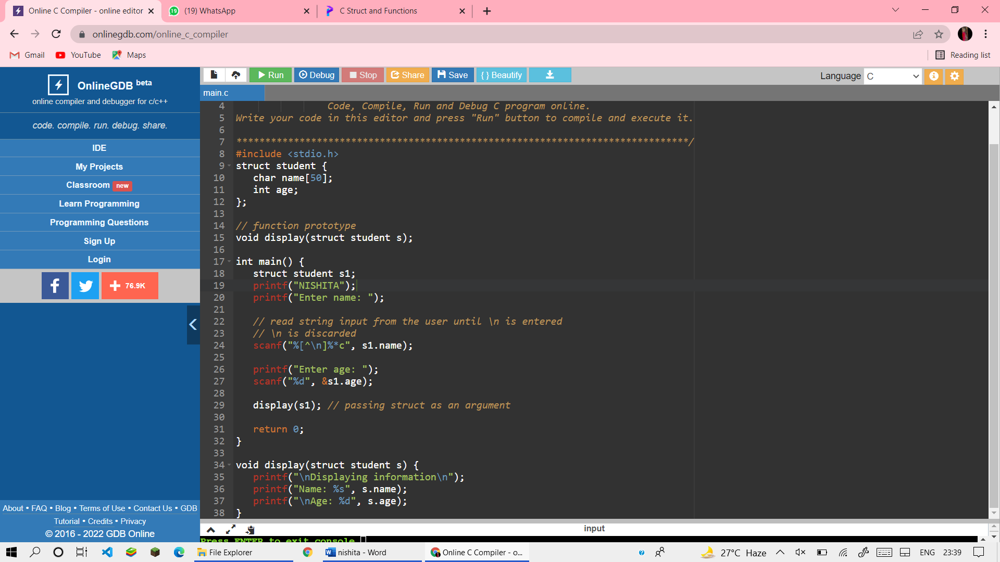 Online C Compiler - online editor
(19) WhatsApp
C Struct and Functions
onlinegdb.com/online_c_compiler
Gmail
YouTube
Maps
Reading list
OnlineGDB beta
online compiler and debugger for c/c++
code. compile. run. debug. share.
IDE
My Projects
Classroom new
Learn Programming
Programming Questions
Sign Up
Login
76.9K
About • FAQ • Blog • Terms of Use • Contact Us • GDB
Tutorial • Credits • Privacy
© 2016 - 2022 GDB Online
Run
Debug
Stop
Share
Save
{ } Beautify
Language C
main.c
4 Code, Compile, Run and Debug C program online.
5 Write your code in this editor and press "Run" button to compile and execute it.
6
7 *******************************************************************************/
8 #include <stdio.h>
9 struct student {
10 char name[50];
11 int age;
12 };
13
14 // function prototype
15 void display(struct student s);
16
17 int main() {
18 struct student s1;
19 printf("NISHITA");
20 printf("Enter name: ");
21
22 // read string input from the user until \n is entered
23 // \n is discarded
24 scanf("%[^\n]%*c", s1.name);
25
26 printf("Enter age: ");
27 scanf("%d", &s1.age);
28
29 display(s1); // passing struct as an argument
30
31 return 0;
32 }
33
34 void display(struct student s) {
35 printf("\nDisplaying information\n");
36 printf("Name: %s", s.name);
37 printf("\nAge: %d", s.age);
38 }
input
Press ENTER to exit console.
File Explorer
nishita - Word
Online C Compiler - o...
27°C Haze
ENG
23:39